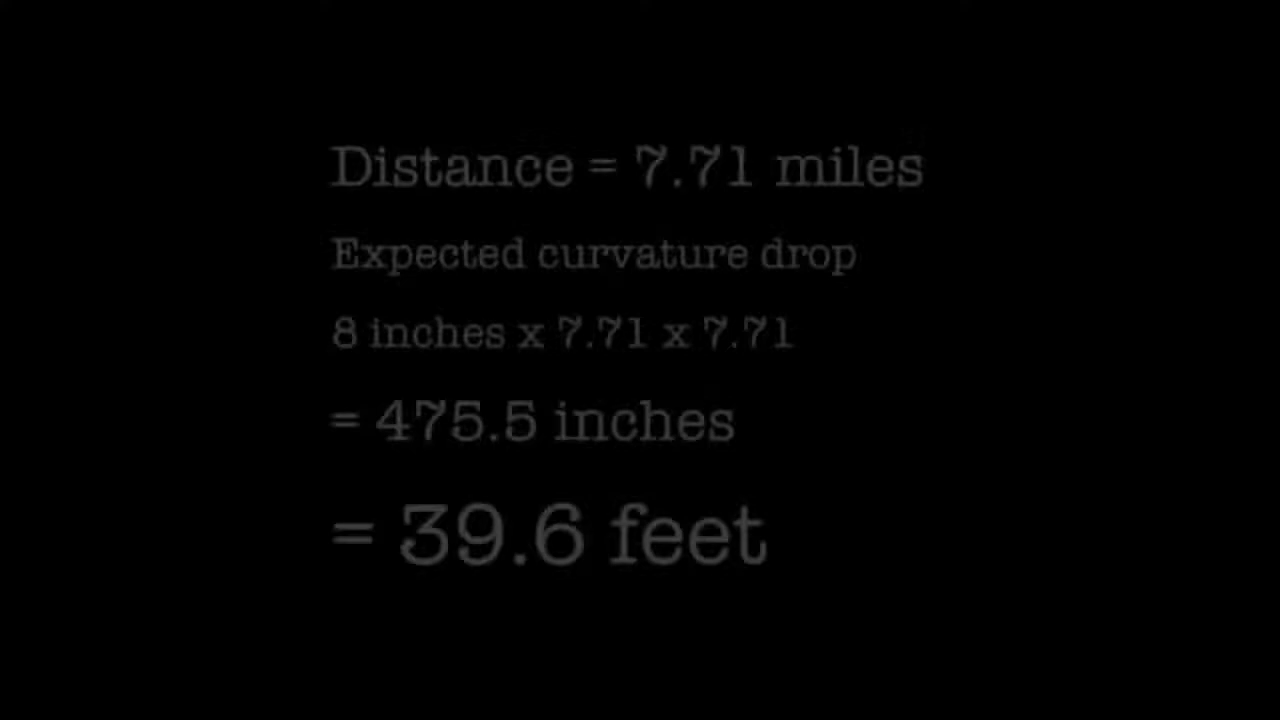 Distance = 7.71 miles
Expected curvature drop
8 inches x 7.71 x 7.71
= 475.5 inches
= 39.6 feet